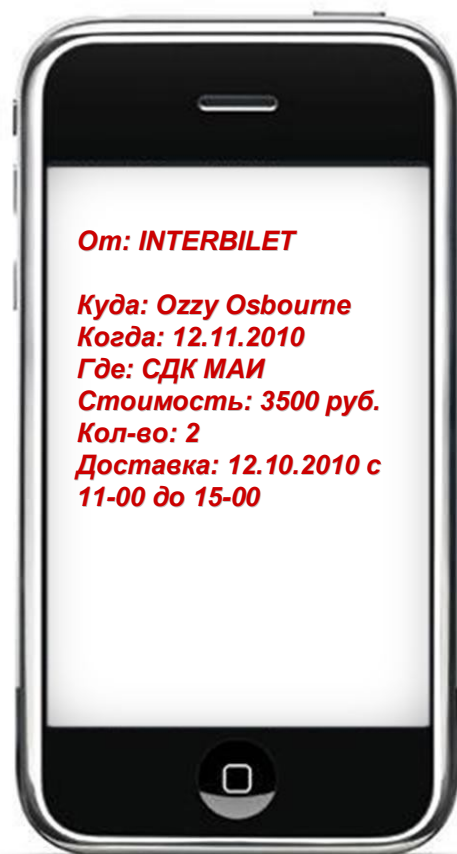 От: INTERBILET
Куда: Ozzy Osbourne
Когда: 12.11.2010
Где: СДК МАИ
Стоимость: 3500 руб.
Кол-во: 2
Доставка: 12.10.2010 с
11-00 до 15-00